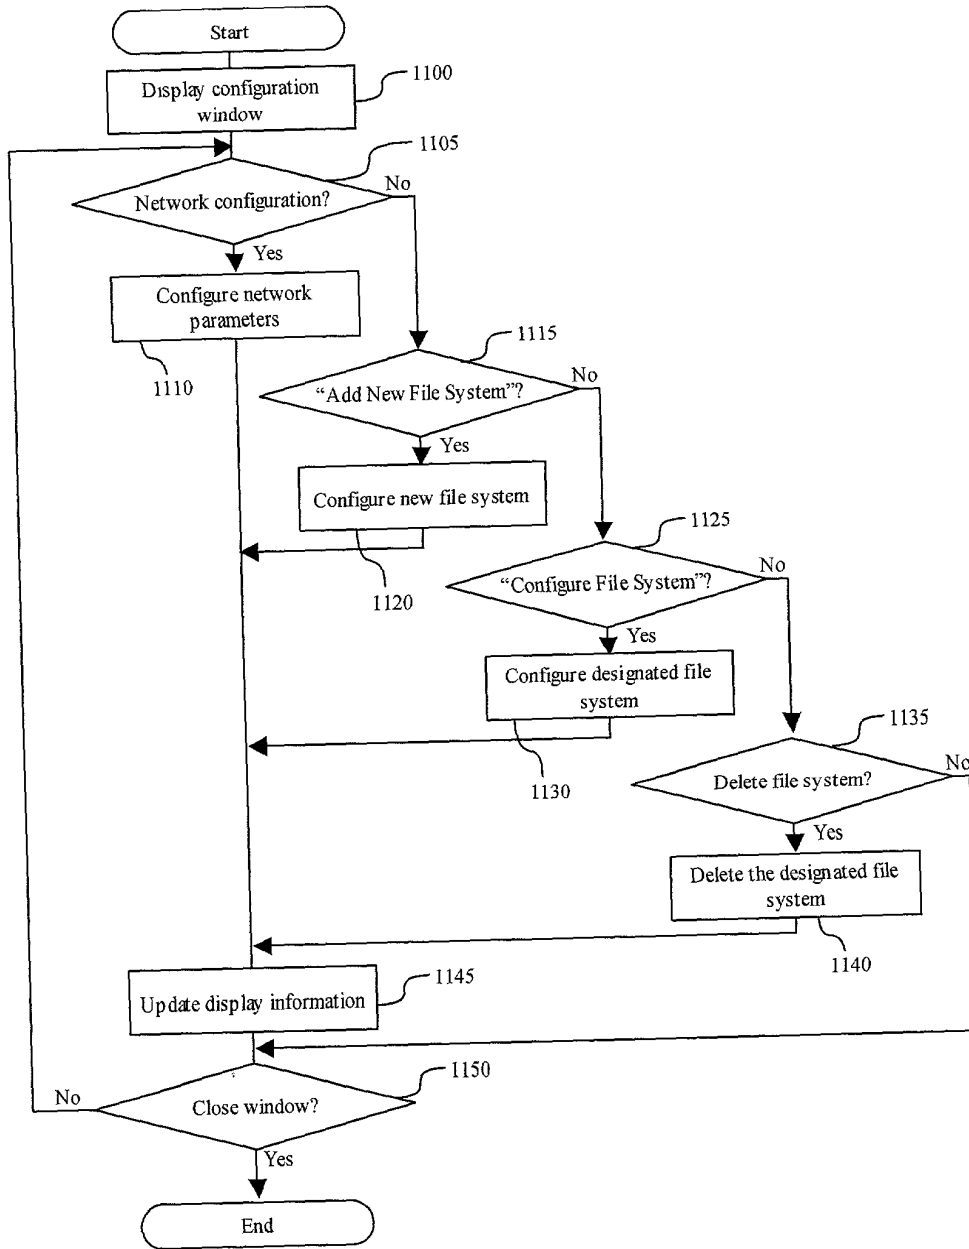 Start
Display configuration
window
1100
1105
Network configuration?
No
Yes
Configure network
parameters
1110
1115
"Add New File System"?
No
Yes
Configure new file system
1120
1125
"Configure File System"?
No
Yes
Configure designated file
system
1130
1135
Delete file system?
No
Yes
Delete the designated file
system
1140
Update display information
1145
1150
Close window?
No
Yes
End